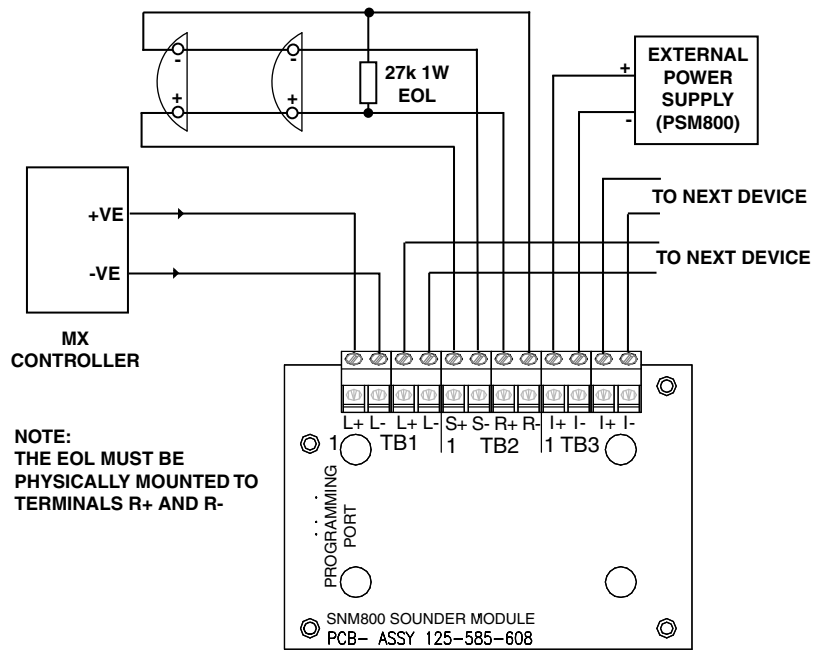 -
-
+
+
27k 1W
EOL
EXTERNAL
POWER
SUPPLY
(PSM800)
+
-
TO NEXT DEVICE
TO NEXT DEVICE
+VE
-VE
MX
CONTROLLER
NOTE:
THE EOL MUST BE
PHYSICALLY MOUNTED TO
TERMINALS R+ AND R-
L+ L- L+ L- S+ S- R+ R- I+ I- I+ I-
1 TB1 1 TB2 1 TB3
PROGRAMMING
PORT
SNM800 SOUNDER MODULE
PCB- ASSY 125-585-608